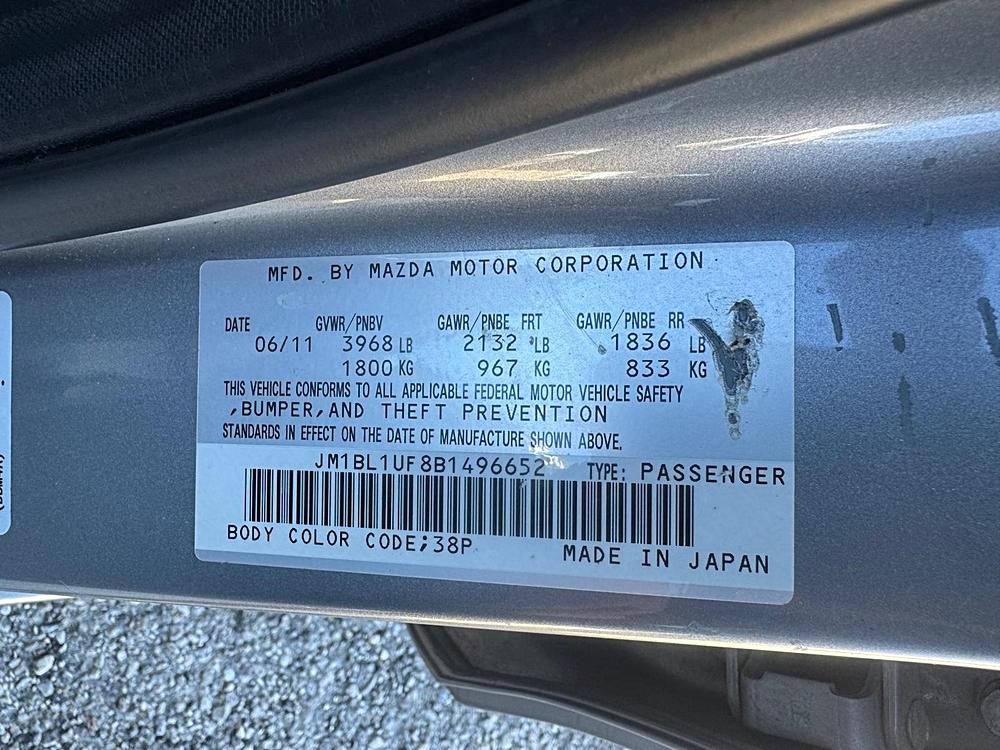 MFD. BY MAZDA MOTOR CORPORATION
DATE GVWR/PNBV GAWR/PNBE FRT GAWR/PNBE RR
06/11 3968 LB 2132 LB 1836 LB
1800 KG 967 KG 833 KG
THIS VEHICLE CONFORMS TO ALL APPLICABLE FEDERAL MOTOR VEHICLE SAFETY
,BUMPER,AND THEFT PREVENTION
STANDARDS IN EFFECT ON THE DATE OF MANUFACTURE SHOWN ABOVE.
JM1BL1UF8B1496652 TYPE: PASSENGER
BODY COLOR CODE;38P MADE IN JAPAN